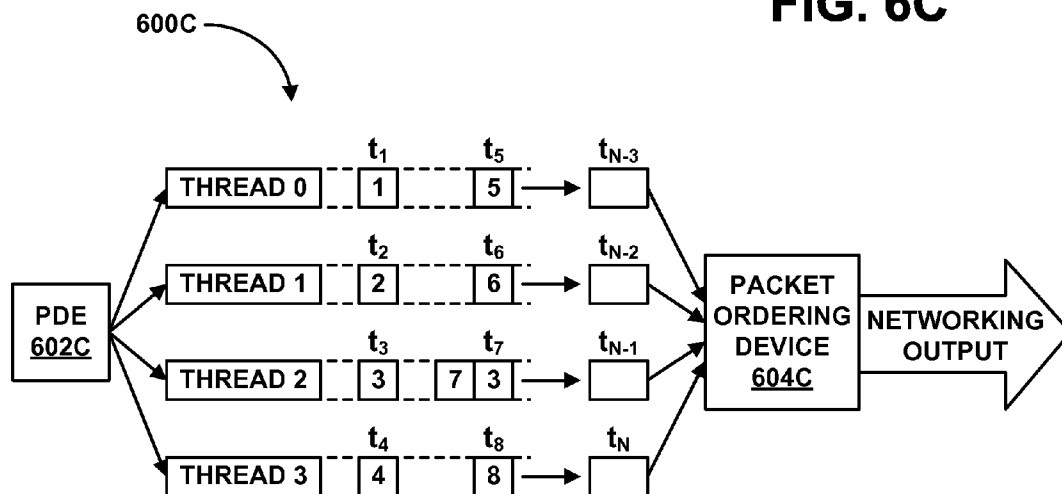 FIG. 6C
600C
t1 t5 tN-3
THREAD 0 1 5
t2 t6 tN-2
THREAD 1 2 6
t3 t7 tN-1
THREAD 2 3 7 3
t4 t8 tN
THREAD 3 4 8
PDE
602C
PACKET
ORDERING
DEVICE
604C
NETWORKING
OUTPUT